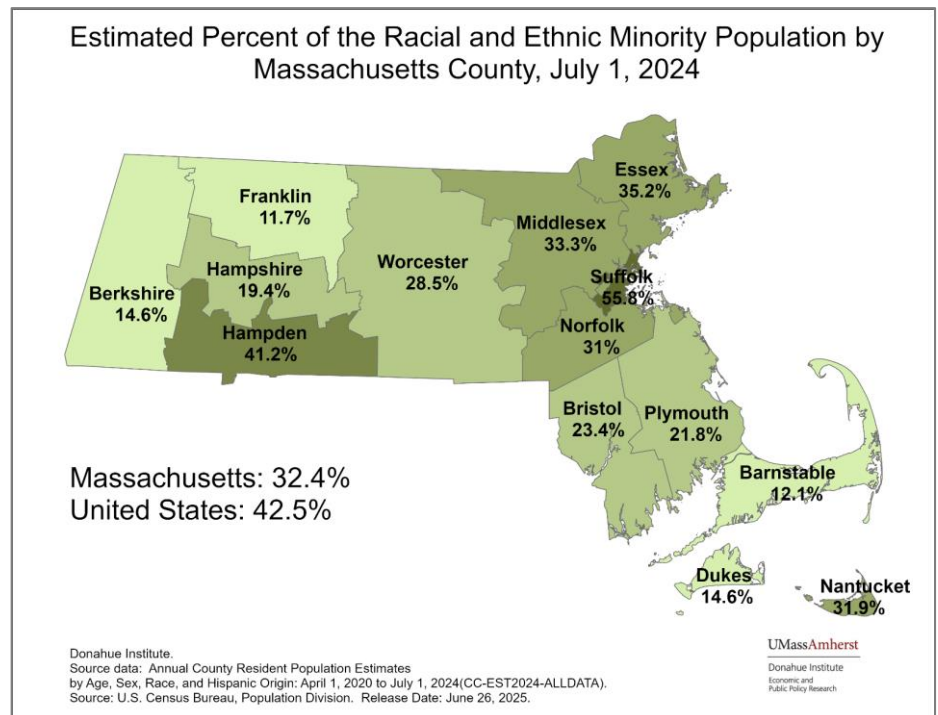 Estimated Percent of the Racial and Ethnic Minority Population by
Massachusetts County, July 1, 2024
Essex
35.2%
Franklin
11.7%
Middlesex
33.3%
Worcester
28.5%
Hampshire
19.4%
Suffolk
55.8%
Berkshire
14.6%
Norfolk
31%
Hampden
41.2%
Bristol
23.4%
Plymouth
21.8%
Massachusetts: 32.4%
United States: 42.5%
Barnstable
12.1%
Dukes
14.6%
Nantucket
31.9%
Donahue Institute.
Source data:  Annual County Resident Population Estimates
by Age, Sex, Race, and Hispanic Origin: April 1, 2020 to July 1, 2024(CC-EST2024-ALLDATA).
Source: U.S. Census Bureau, Population Division.  Release Date: June 26, 2025.
UMassAmherst
Donahue Institute
Economic and
Public Policy Research